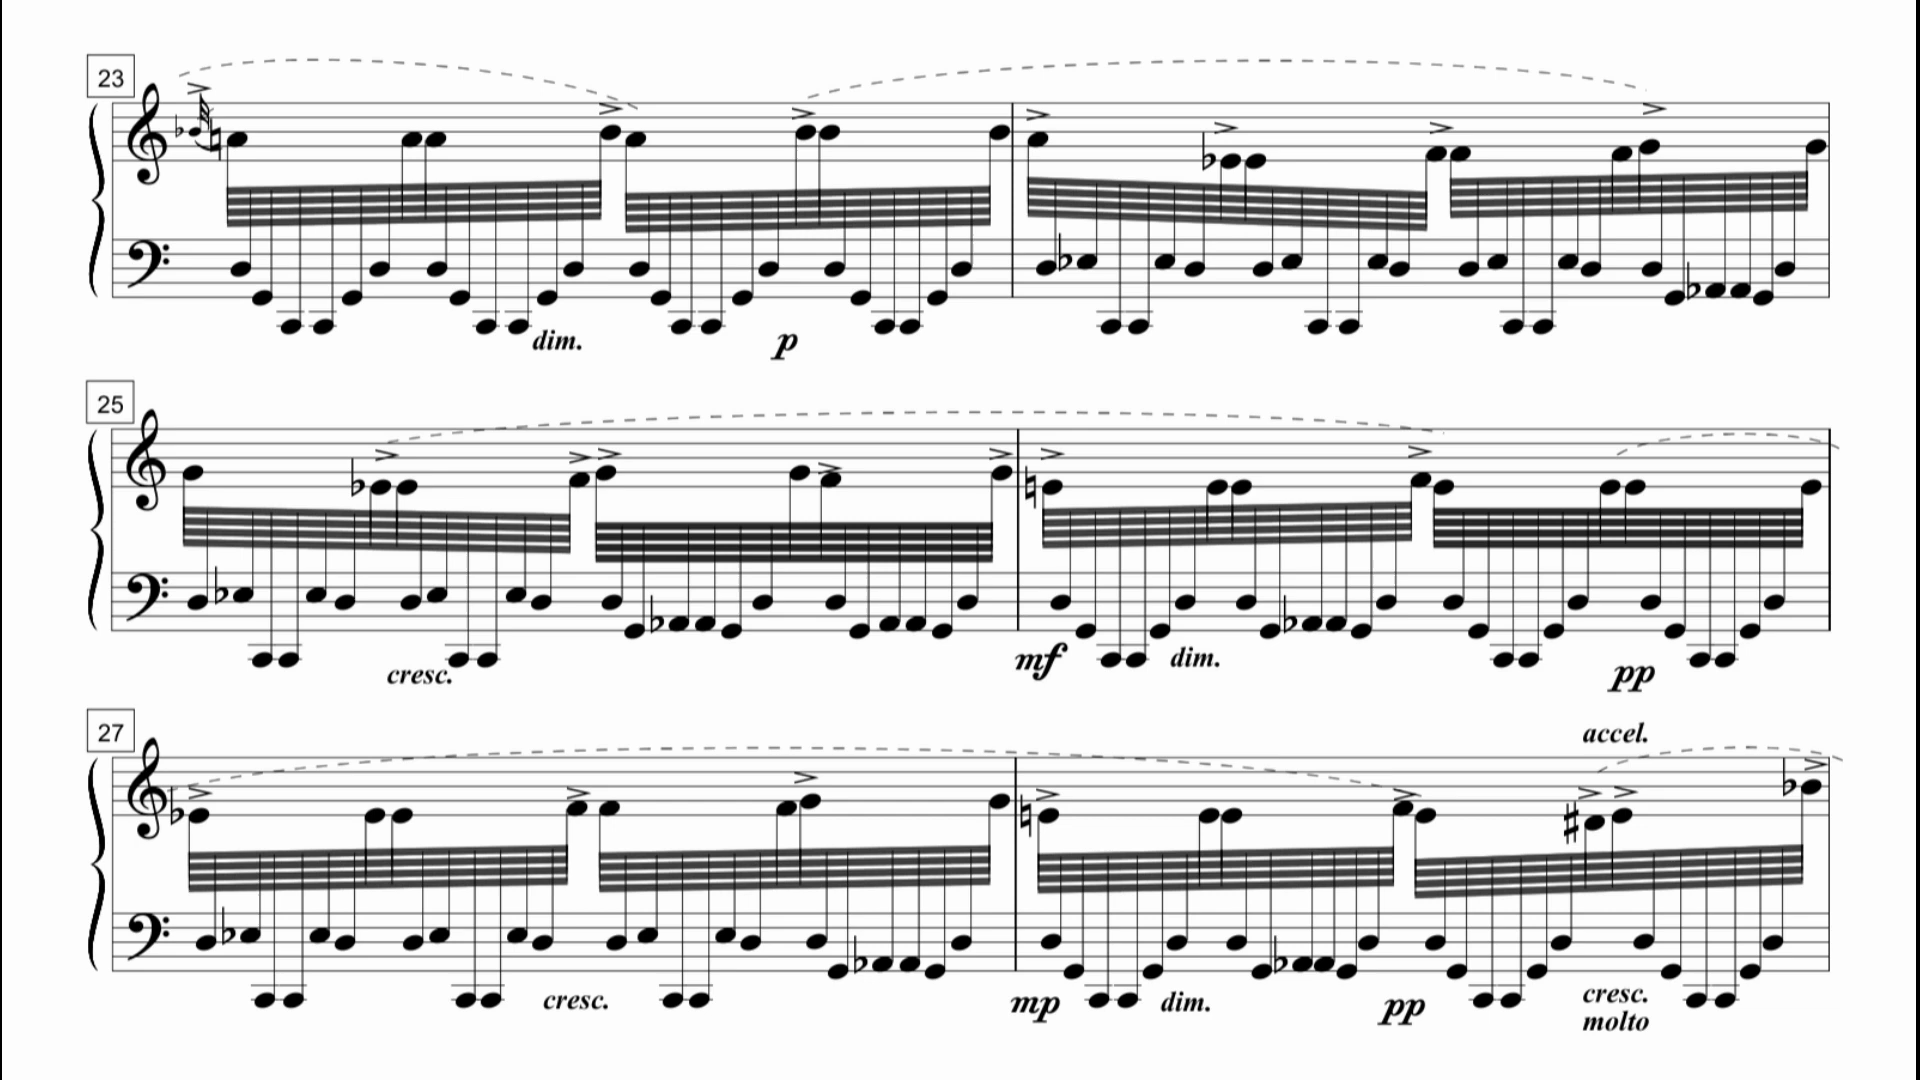 23
dim.
p
25
cresc.
mf
dim.
pp
27
accel.
cresc.
mp
dim.
pp
cresc.
molto